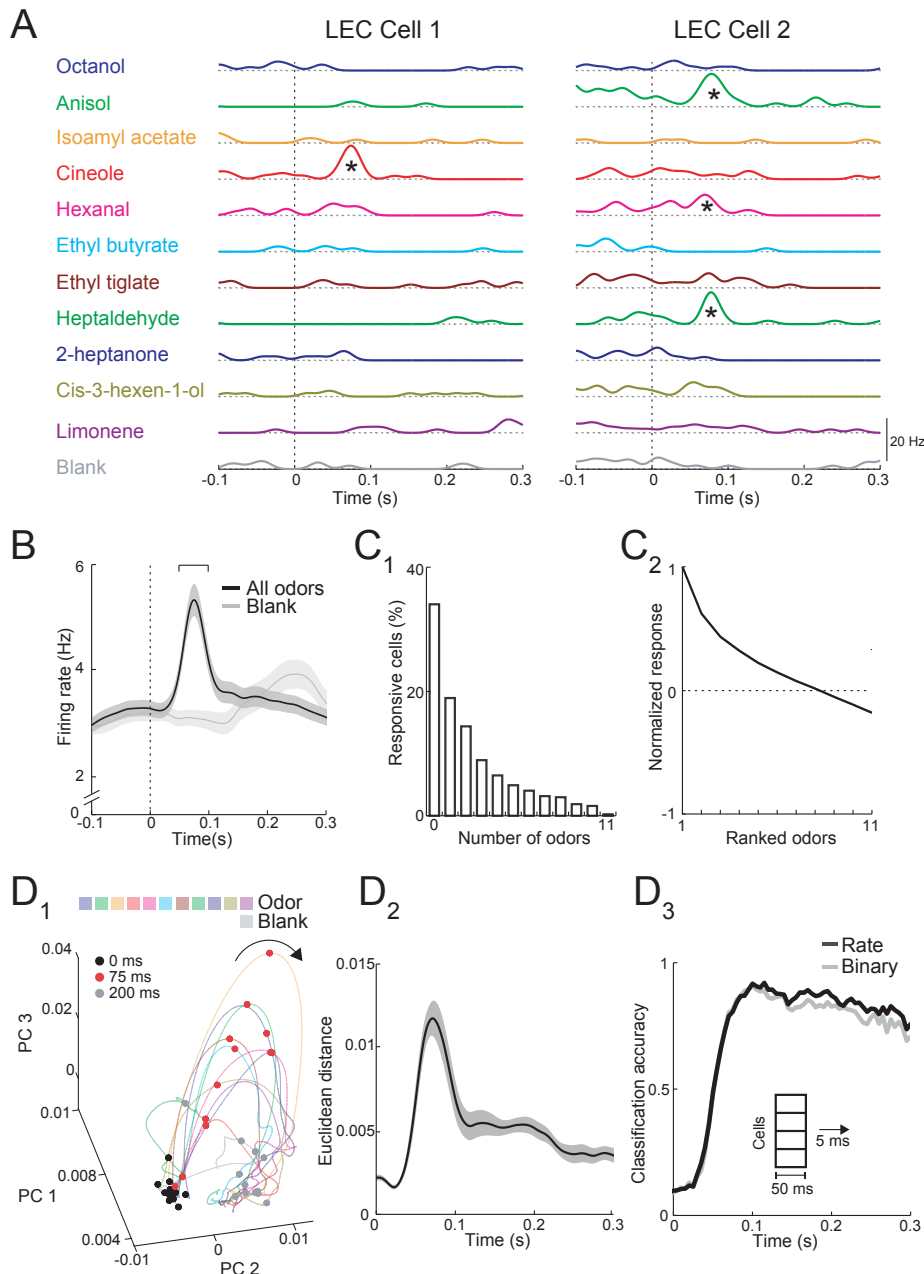 A
LEC Cell 1
LEC Cell 2
Octanol
Anisol
*
Isoamyl acetate
Cineole
*
Hexanal
*
Ethyl butyrate
Ethyl tiglate
Heptaldehyde
*
2-heptanone
Cis-3-hexen-1-ol
Limonene
20 Hz
Blank
-0.1 0 0.1 0.2 0.3
Time (s)
-0.1 0 0.1 0.2 0.3
Time (s)
B
6
4
2
0
Firing rate (Hz)
All odors
Blank
-0.1 0 0.1 0.2 0.3
Time(s)
C1
40
20
0
Responsive cells (%)
0 11
Number of odors
C2
1
0
-1
Normalized response
1 11
Ranked odors
D1
Odor
Blank
0 ms
75 ms
200 ms
0.04
0.02
0
PC 3
0.01
0.008
0.004
PC 1
-0.01 0 0.01
PC 2
D2
0.015
0.01
0.005
0
Euclidean distance
0 0.1 0.2 0.3
Time (s)
D3
Rate
Binary
1
0.5
0
Classification accuracy
Cells
5 ms
50 ms
0 0.1 0.2 0.3
Time (s)